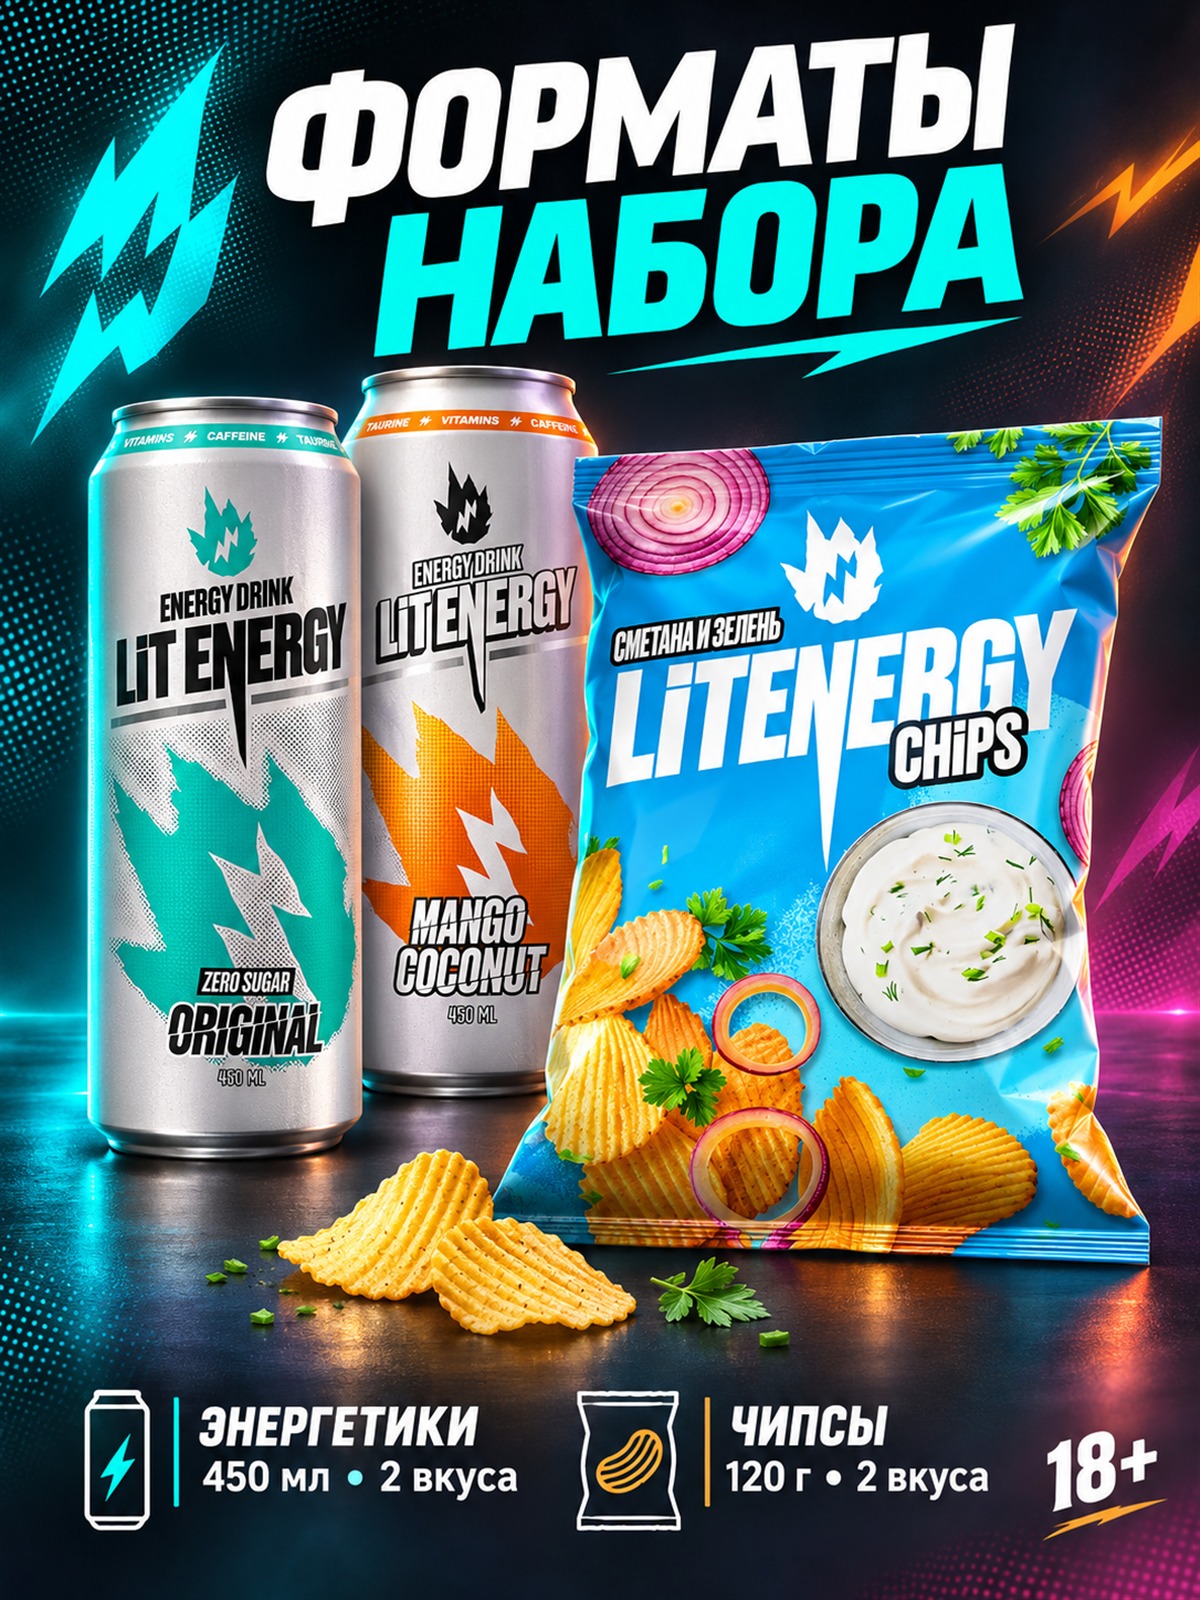 ФОРМАТЫ
НАБОРА
VITAMINS CAFFEINE TAURINE
TAURINE VITAMINS CAFFEINE
ENERGY DRINK
LiT ENERGY
ZERO SUGAR
ORIGINAL
450 ML
ENERGY DRINK
LiT ENERGY
MANGO
COCONUT
450 ML
СМЕТАНА И ЗЕЛЕНЬ
LiTENERGY
CHiPS
ЭНЕРГЕТИКИ
450 мл • 2 вкуса
ЧИПСЫ
120 г • 2 вкуса
18+